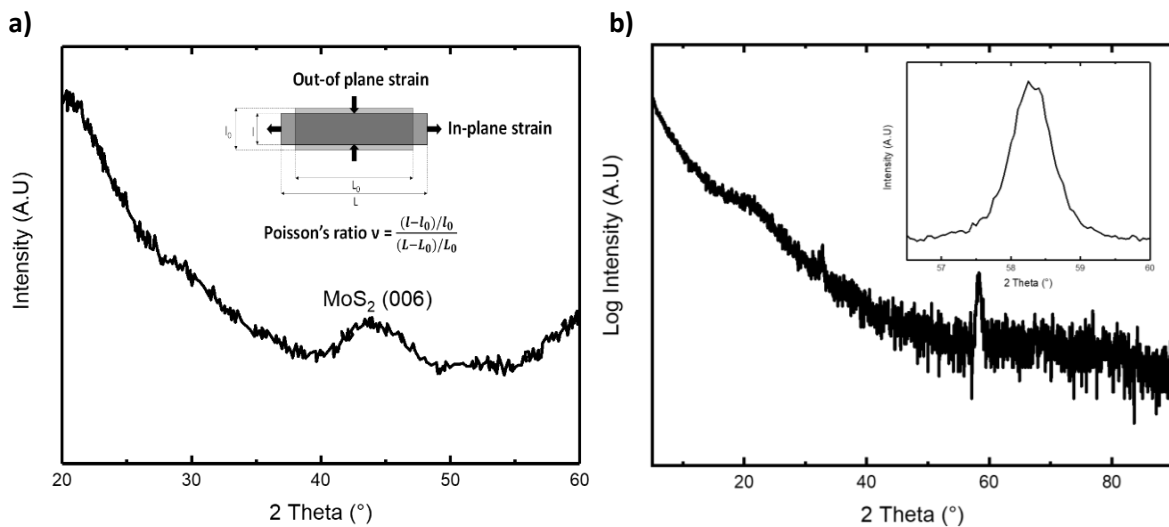 a)
Intensity (A.U)
Out-of plane strain
In-plane strain
l₀
l
L₀
L
Poisson's ratio ν = (l−l₀)/l₀ / (L−L₀)/L₀
MoS₂ (006)
20 30 40 50 60
2 Theta (°)
b)
Log Intensity (A.U)
Intensity (A.U)
57 58 59 60
2 Theta (°)
20 40 60 80
2 Theta (°)